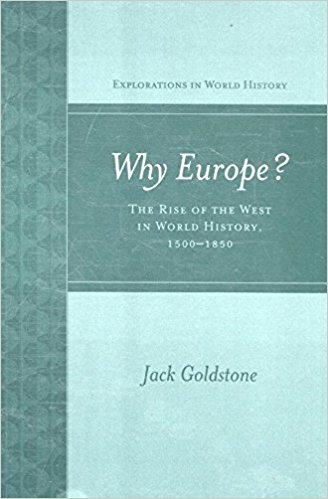 EXPLORATIONS IN WORLD HISTORY
Why Europe?
THE RISE OF THE WEST
IN WORLD HISTORY,
1500–1850
Jack Goldstone